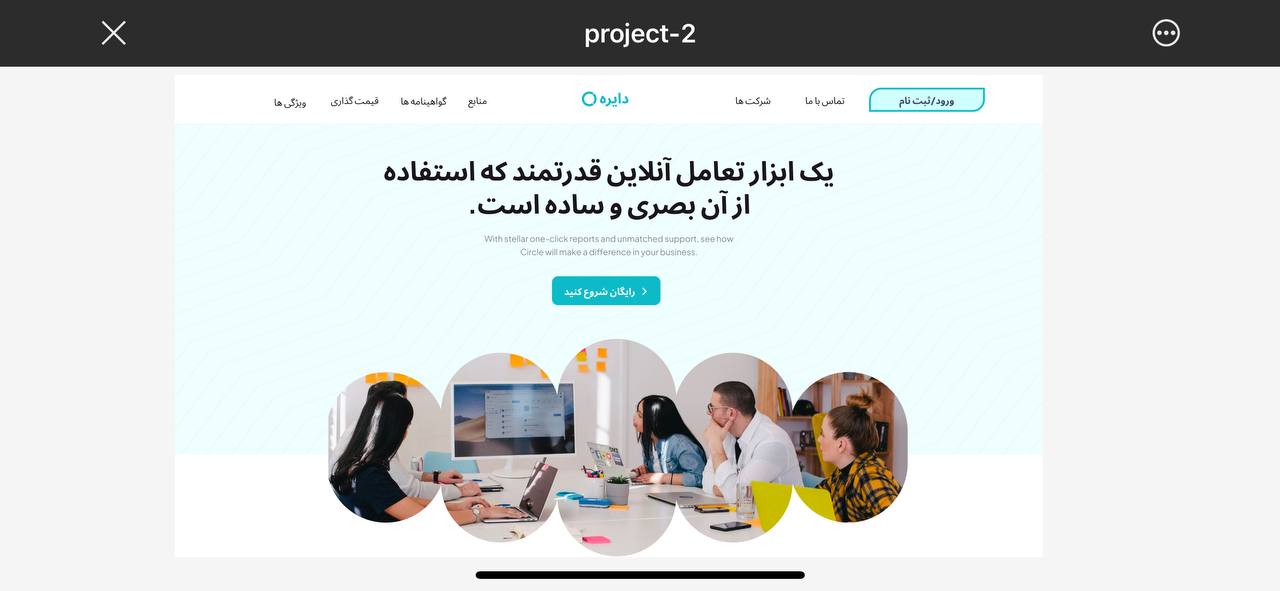 project-2
ورود/ثبت نام
تماس با ما
شرکت ها
دایره
منابع
گواهینامه ها
قیمت گذاری
ویژگی ها
یک ابزار تعامل آنلاین قدرتمند که استفاده
از آن بصری و ساده است.
With stellar one-click reports and unmatched support, see how
Circle will make a difference in your business.
رایگان شروع کنید